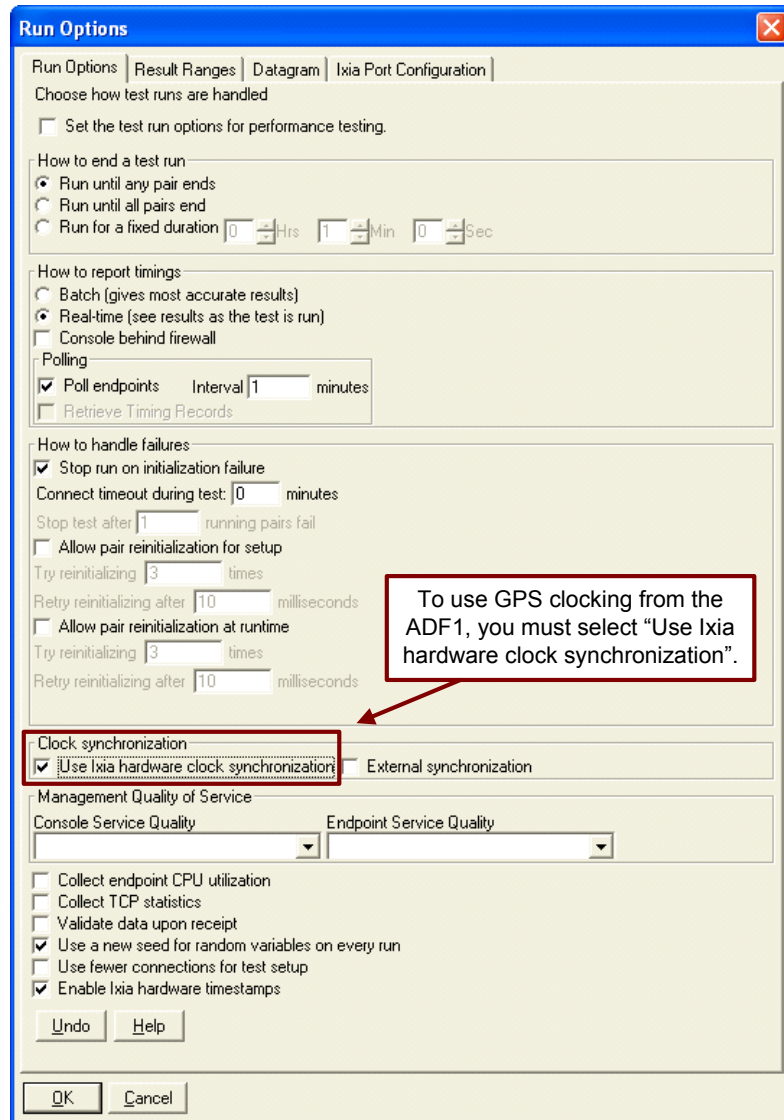 Run Options
Run Options Result Ranges Datagram Ixia Port Configuration
Choose how test runs are handled
Set the test run options for performance testing.
How to end a test run
Run until any pair ends
Run until all pairs end
Run for a fixed duration 0 Hrs 1 Min 0 Sec
How to report timings
Batch (gives most accurate results)
Real-time (see results as the test is run)
Console behind firewall
Polling
Poll endpoints Interval 1 minutes
Retrieve Timing Records
How to handle failures
Stop run on initialization failure
Connect timeout during test: 0 minutes
Stop test after 1 running pairs fail
Allow pair reinitialization for setup
Try reinitializing 3 times
Retry reinitializing after 10 milliseconds
Allow pair reinitialization at runtime
Try reinitializing 3 times
Retry reinitializing after 10 milliseconds
To use GPS clocking from the
ADF1, you must select “Use Ixia
hardware clock synchronization”.
Clock synchronization
Use Ixia hardware clock synchronization External synchronization
Management Quality of Service
Console Service Quality Endpoint Service Quality
Collect endpoint CPU utilization
Collect TCP statistics
Validate data upon receipt
Use a new seed for random variables on every run
Use fewer connections for test setup
Enable Ixia hardware timestamps
Undo Help
OK Cancel